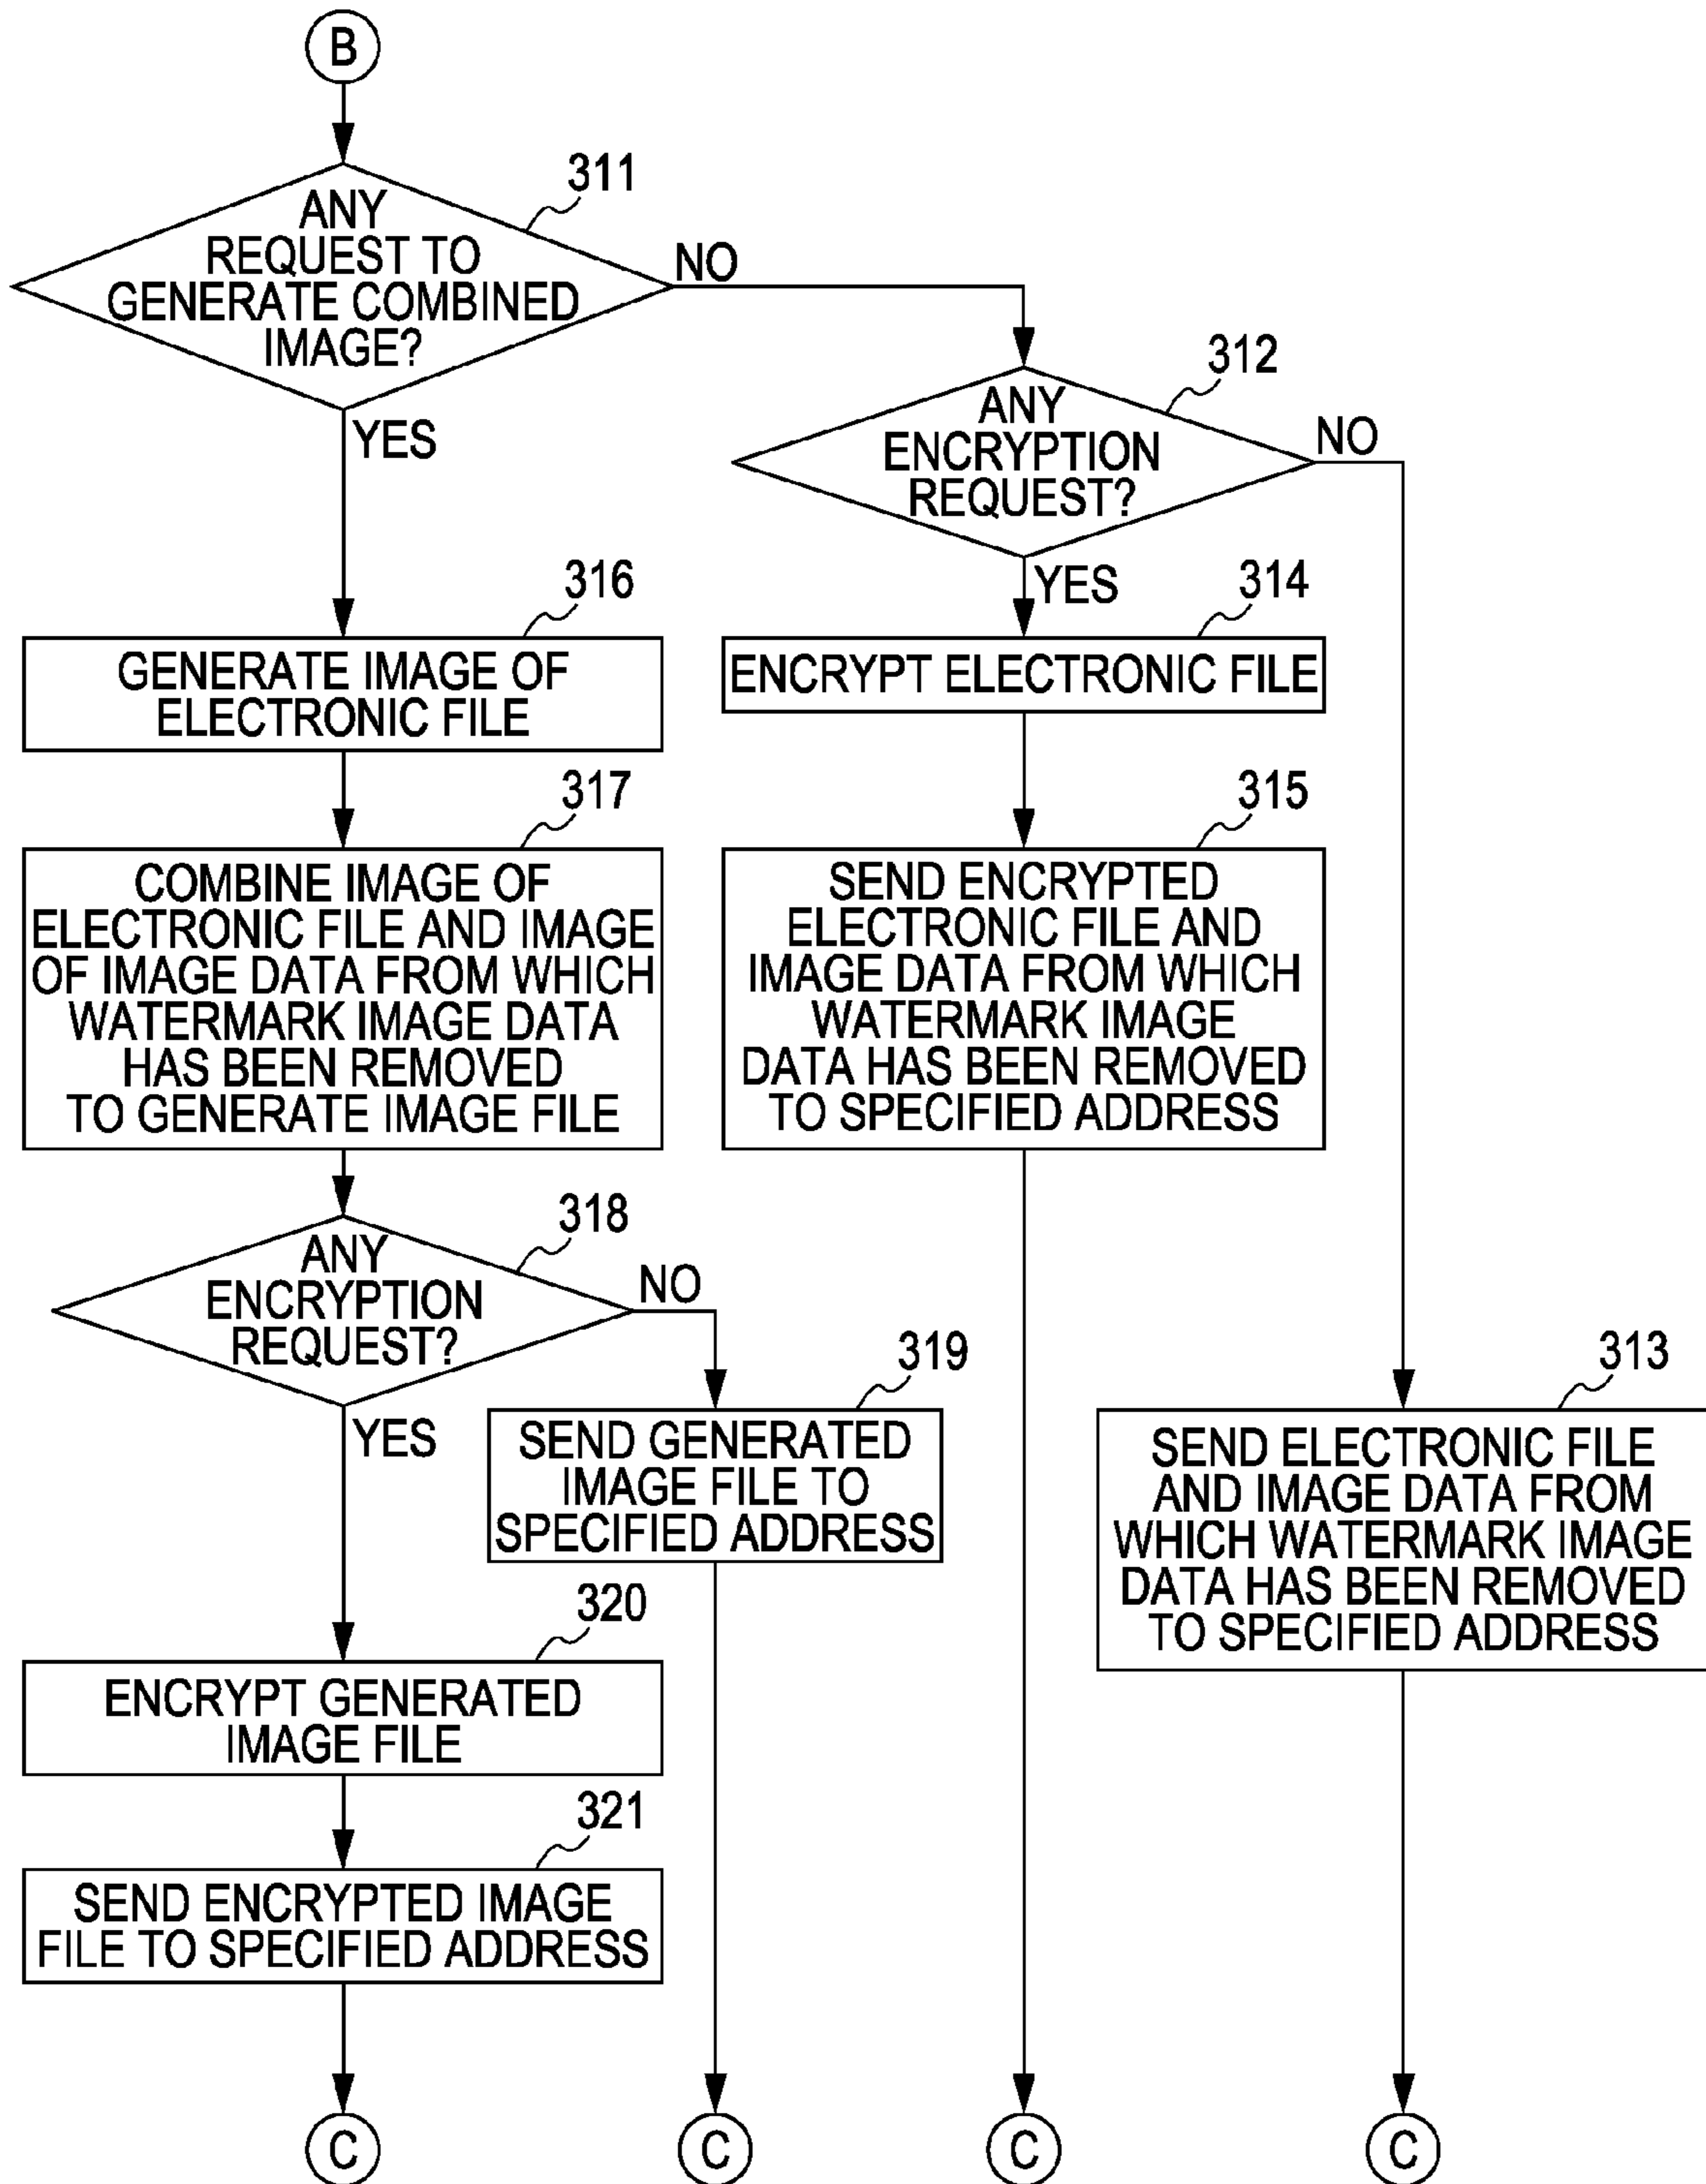 B
311
ANY
REQUEST TO
GENERATE COMBINED
IMAGE?
NO
YES
312
ANY
ENCRYPTION
REQUEST?
NO
YES
316
GENERATE IMAGE OF
ELECTRONIC FILE
314
ENCRYPT ELECTRONIC FILE
317
COMBINE IMAGE OF
ELECTRONIC FILE AND IMAGE
OF IMAGE DATA FROM WHICH
WATERMARK IMAGE DATA
HAS BEEN REMOVED
TO GENERATE IMAGE FILE
315
SEND ENCRYPTED
ELECTRONIC FILE AND
IMAGE DATA FROM WHICH
WATERMARK IMAGE
DATA HAS BEEN REMOVED
TO SPECIFIED ADDRESS
318
ANY
ENCRYPTION
REQUEST?
NO
YES
319
SEND GENERATED
IMAGE FILE TO
SPECIFIED ADDRESS
313
SEND ELECTRONIC FILE
AND IMAGE DATA FROM
WHICH WATERMARK IMAGE
DATA HAS BEEN REMOVED
TO SPECIFIED ADDRESS
320
ENCRYPT GENERATED
IMAGE FILE
321
SEND ENCRYPTED IMAGE
FILE TO SPECIFIED ADDRESS
C
C
C
C